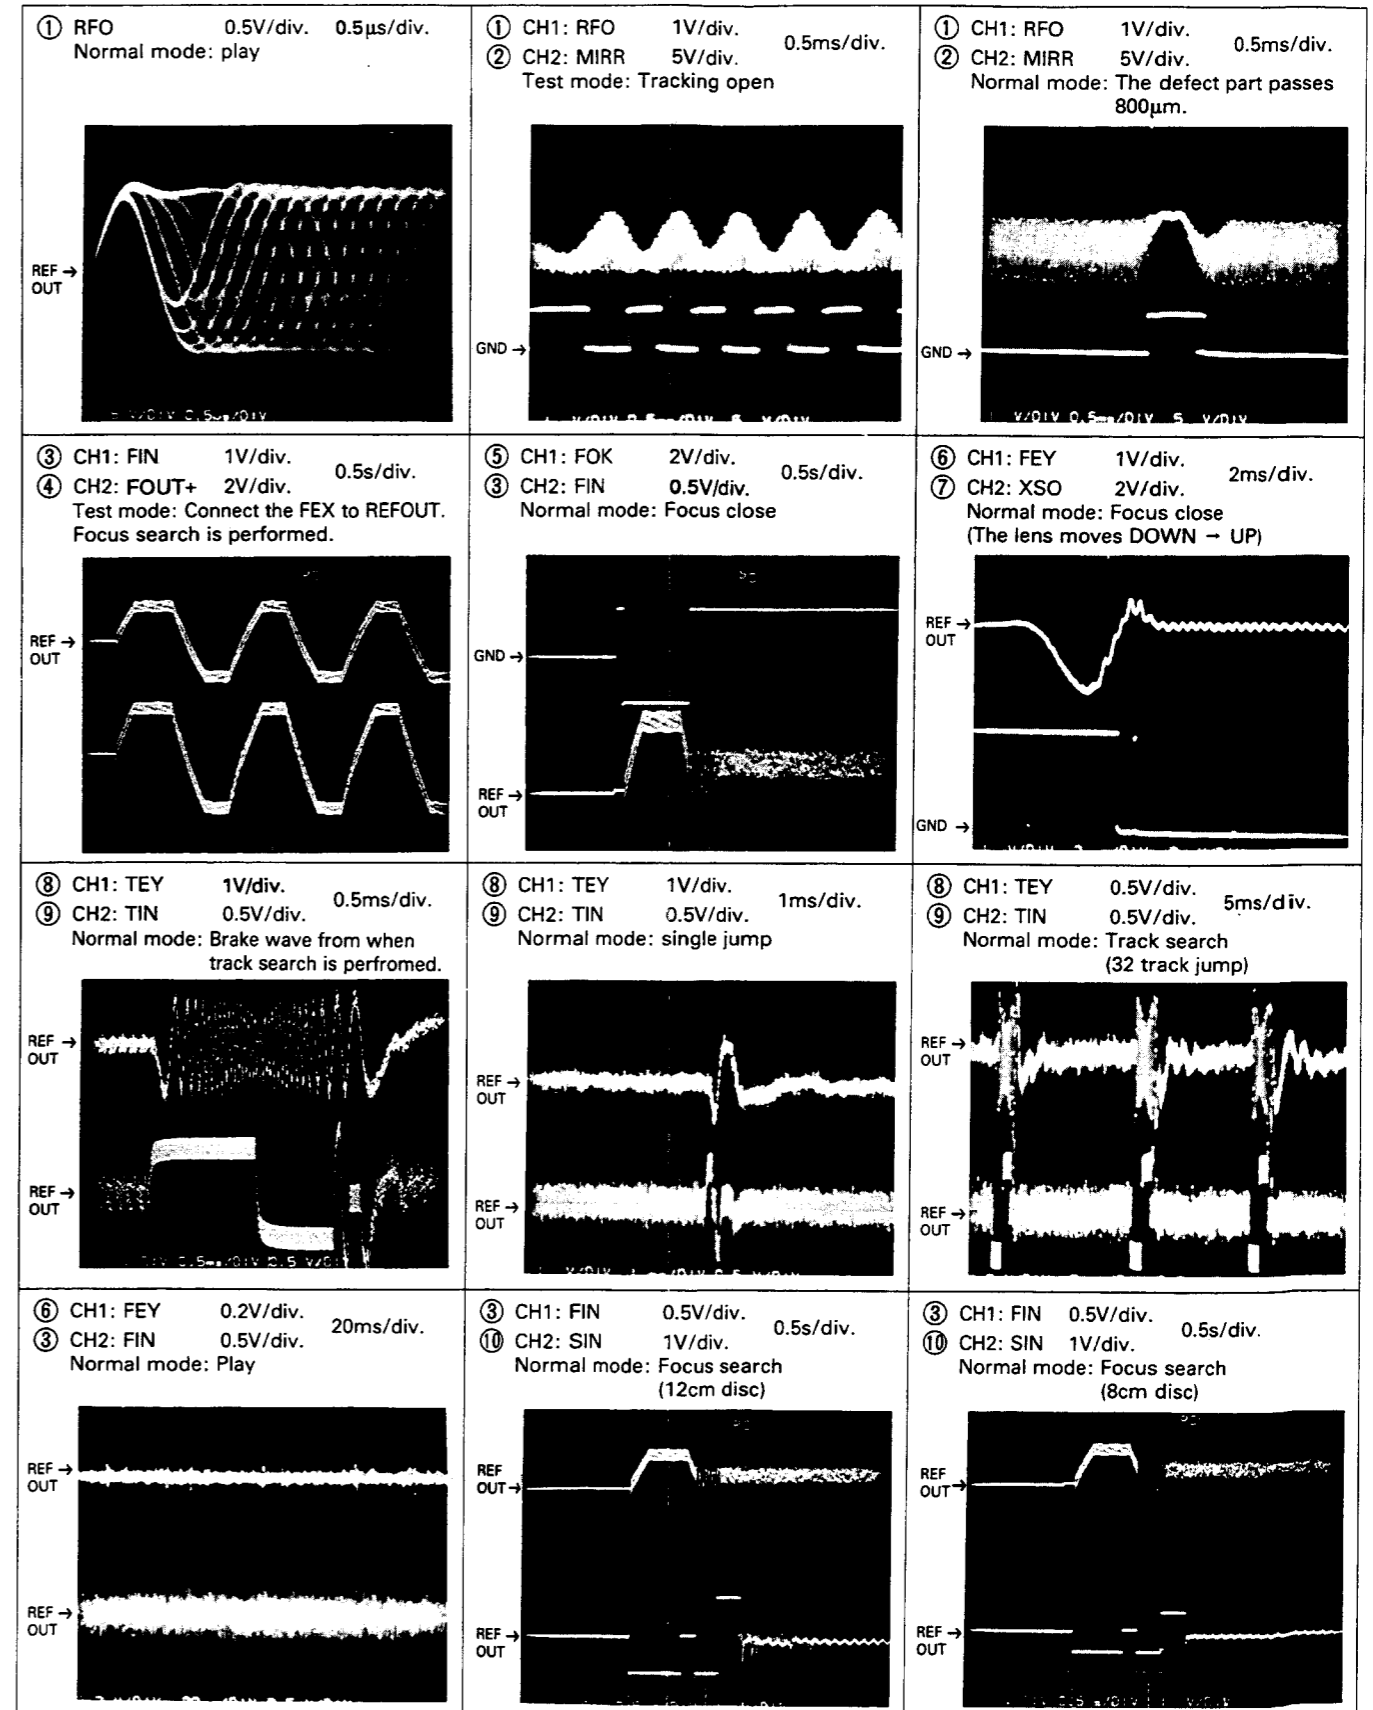 ① RFO 0.5V/div. 0.5µs/div.
Normal mode: play
REF →
OUT
① CH1: RFO 1V/div.
0.5ms/div.
② CH2: MIRR 5V/div.
Test mode: Tracking open
GND →
① CH1: RFO 1V/div.
0.5ms/div.
② CH2: MIRR 5V/div.
Normal mode: The defect part passes
800µm.
GND →
V/DIV 0.5ms/DIV 5 V/DIV
③ CH1: FIN 1V/div.
0.5s/div.
④ CH2: FOUT+ 2V/div.
Test mode: Connect the FEX to REFOUT.
Focus search is performed.
REF →
OUT
⑤ CH1: FOK 2V/div.
0.5s/div.
③ CH2: FIN 0.5V/div.
Normal mode: Focus close
GND →
REF →
OUT
⑥ CH1: FEY 1V/div.
2ms/div.
⑦ CH2: XSO 2V/div.
Normal mode: Focus close
(The lens moves DOWN → UP)
REF →
OUT
GND →
⑧ CH1: TEY 1V/div.
0.5ms/div.
⑨ CH2: TIN 0.5V/div.
Normal mode: Brake wave from when
track search is perfromed.
REF →
OUT
REF →
OUT
⑧ CH1: TEY 1V/div.
1ms/div.
⑨ CH2: TIN 0.5V/div.
Normal mode: single jump
REF →
OUT
REF →
OUT
⑧ CH1: TEY 0.5V/div.
5ms/div.
⑨ CH2: TIN 0.5V/div.
Normal mode: Track search
(32 track jump)
REF →
OUT
REF →
OUT
⑥ CH1: FEY 0.2V/div.
20ms/div.
③ CH2: FIN 0.5V/div.
Normal mode: Play
REF →
OUT
REF →
OUT
③ CH1: FIN 0.5V/div.
0.5s/div.
⑩ CH2: SIN 1V/div.
Normal mode: Focus search
(12cm disc)
REF
OUT →
REF →
OUT
③ CH1: FIN 0.5V/div.
0.5s/div.
⑩ CH2: SIN 1V/div.
Normal mode: Focus search
(8cm disc)
REF
OUT →
REF →
OUT